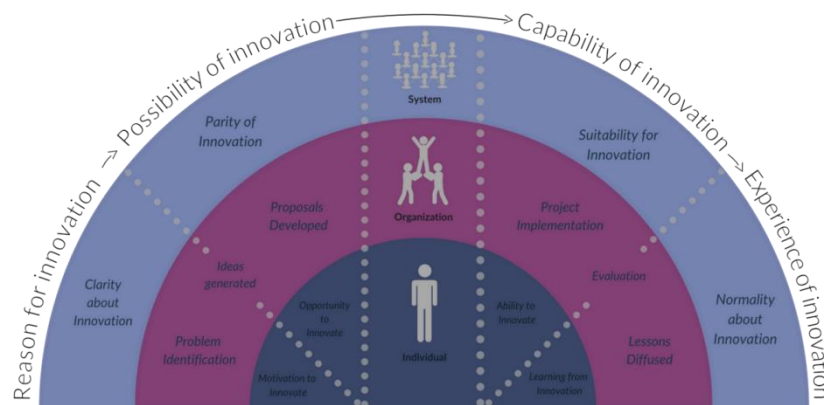 Reason for innovation
Possibility of innovation
Capability of innovation
Experience of innovation
System
Parity of
Innovation
Suitability for
Innovation
Clarity
about
Innovation
Normality
about
Innovation
Organization
Proposals
Developed
Project
Implementation
Ideas
generated
Evaluation
Problem
Identification
Lessons
Diffused
Individual
Opportunity
to
Innovate
Ability to
Innovate
Motivation to
Innovate
Learning from
Innovation